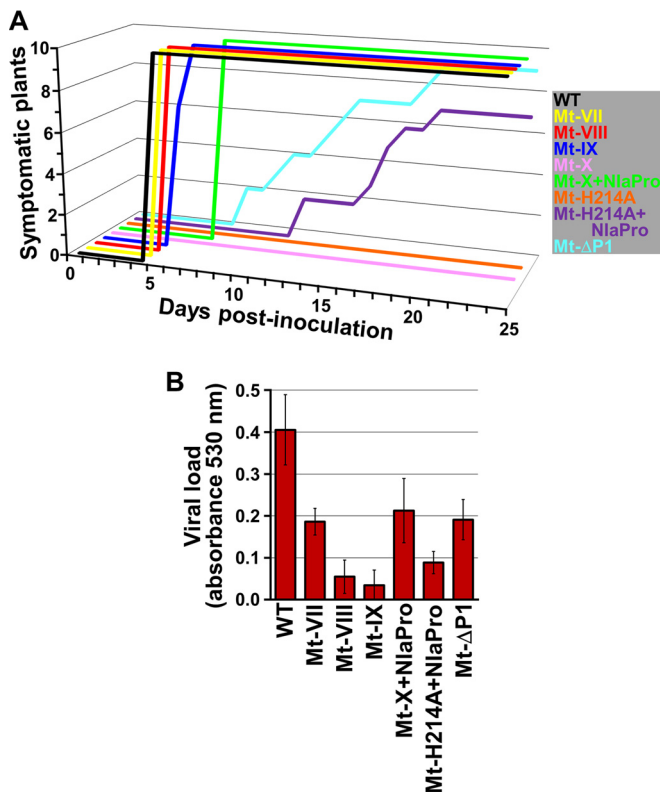 A
Symptomatic plants
10
8
6
4
2
0
0
5
10
15
20
25
Days post-inoculation
WT
Mt-VII
Mt-VIII
Mt-IX
Mt-X
Mt-X+NIaPro
Mt-H214A
Mt-H214A+
NIaPro
Mt-ΔP1
B
Viral load
(absorbance 530 nm)
0.5
0.4
0.3
0.2
0.1
0.0
WT
Mt-VII
Mt-VIII
Mt-IX
Mt-X+NIaPro
Mt-H214A+NIaPro
Mt-ΔP1